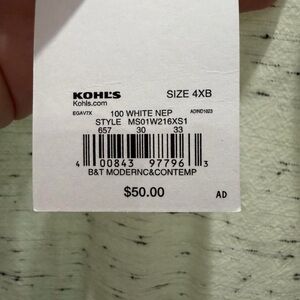 KOHL'S SIZE 4XB
Kohls.com
EGAV7X 100 WHITE NEP ADIND1023
STYLE MS01W216XS1
657 30 33
4 00843 97796 3
B&T MODERNC&CONTEMP
$50.00 AD